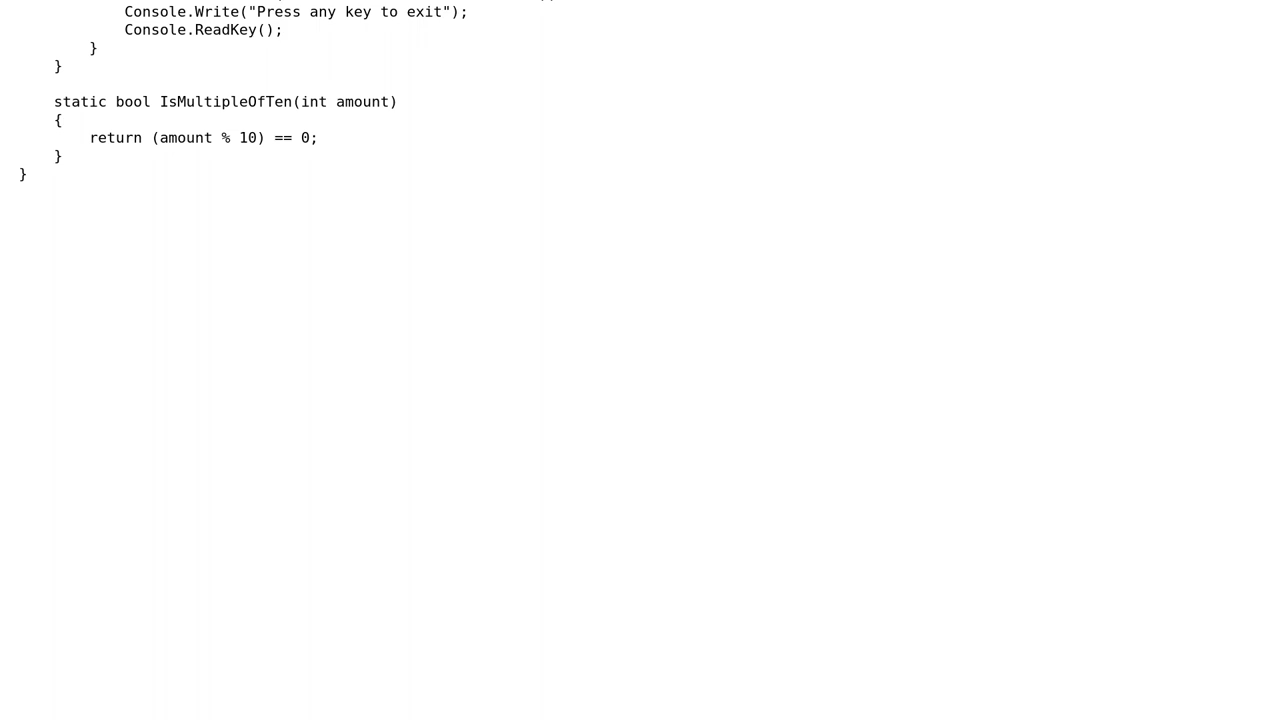 Console.Write("Press any key to exit");
Console.ReadKey();
}
}
static bool IsMultipleOfTen(int amount)
{
return (amount % 10) == 0;
}
}